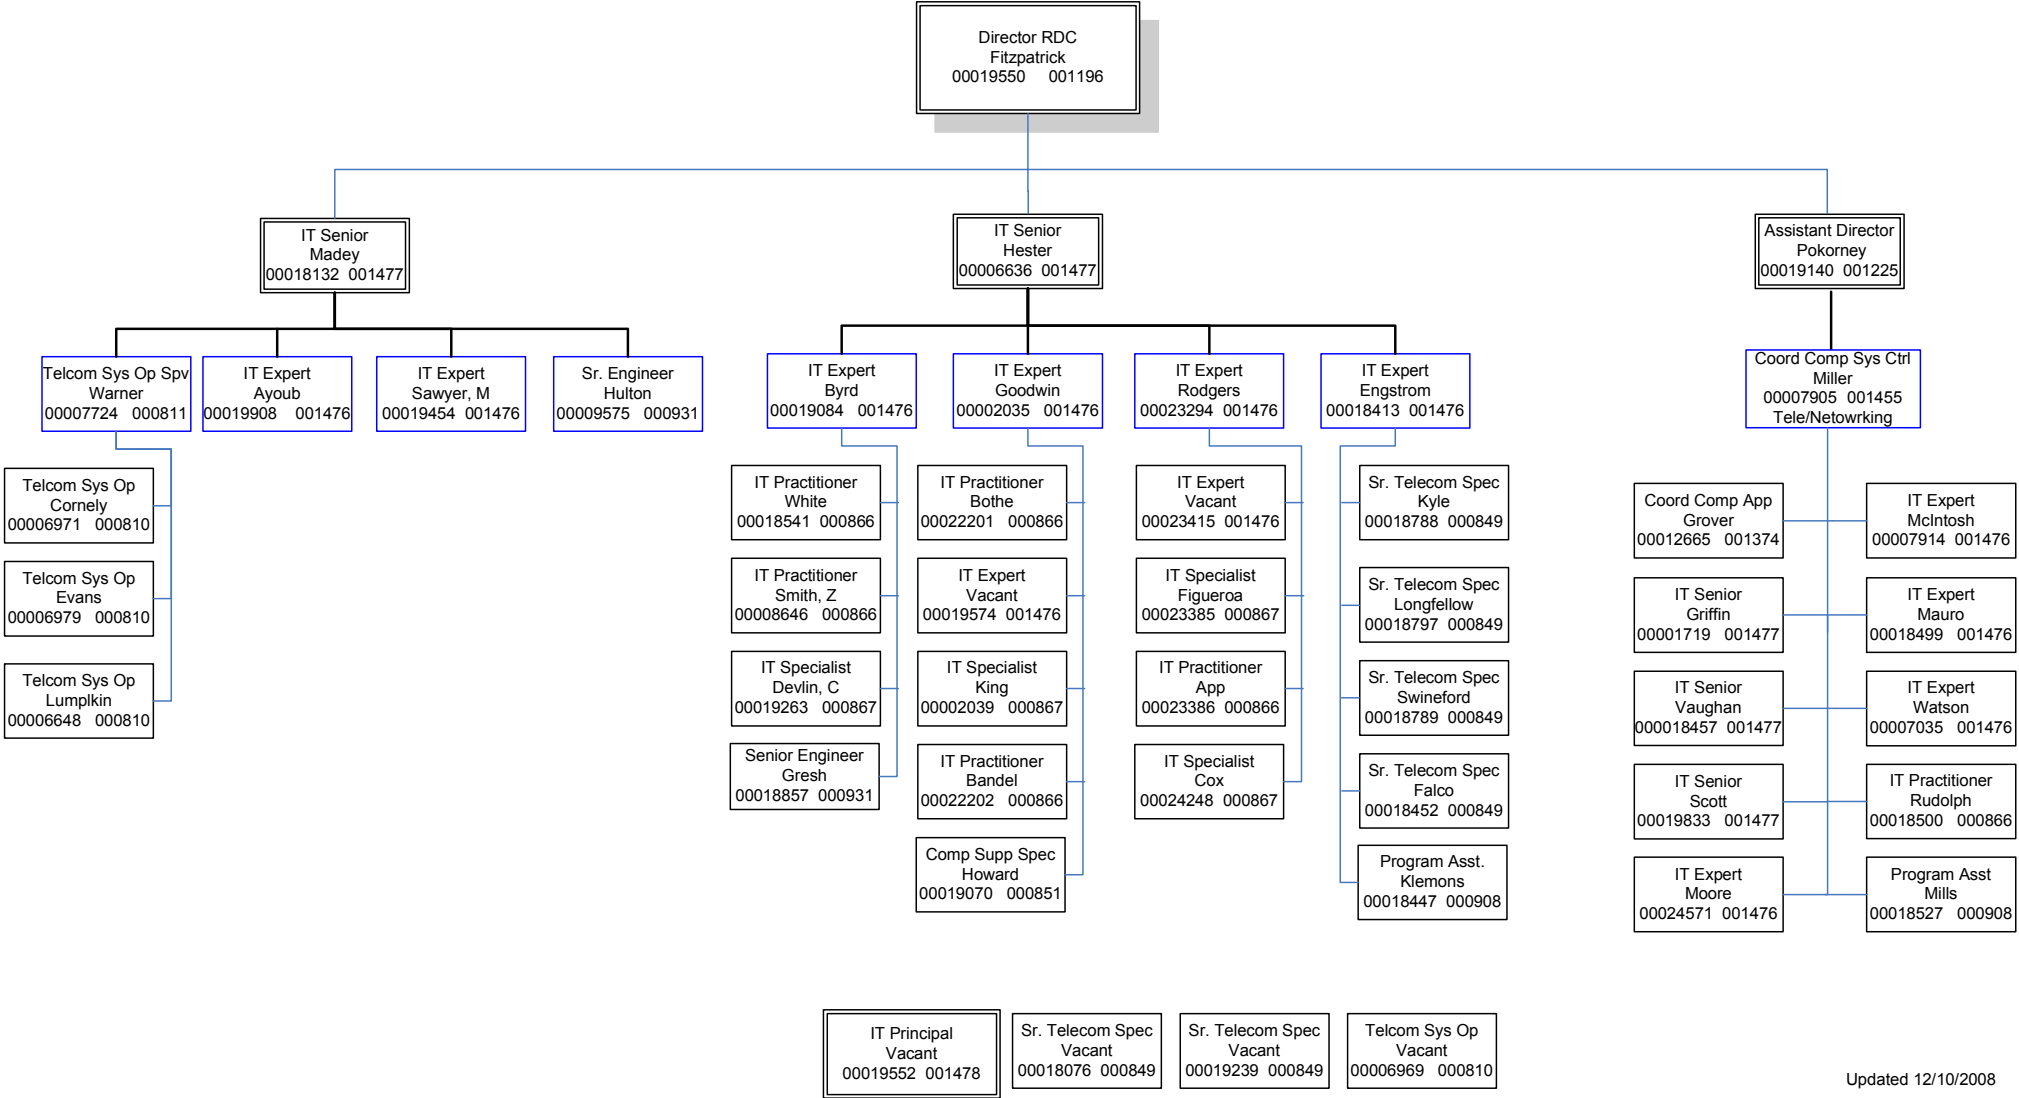 Director RDC
Fitzpatrick
00019550 001196
IT Senior
Madey
00018132 001477
IT Senior
Hester
00006636 001477
Assistant Director
Pokorney
00019140 001225
Telcom Sys Op Spv
Warner
00007724 000811
IT Expert
Ayoub
00019908 001476
IT Expert
Sawyer, M
00019454 001476
Sr. Engineer
Hulton
00009575 000931
IT Expert
Byrd
00019084 001476
IT Expert
Goodwin
00002035 001476
IT Expert
Rodgers
00023294 001476
IT Expert
Engstrom
00018413 001476
Coord Comp Sys Ctrl
Miller
00007905 001455
Tele/Netowrking
Telcom Sys Op
Cornely
00006971 000810
Telcom Sys Op
Evans
00006979 000810
Telcom Sys Op
Lumplkin
00006648 000810
IT Practitioner
White
00018541 000866
IT Practitioner
Smith, Z
00008646 000866
IT Specialist
Devlin, C
00019263 000867
Senior Engineer
Gresh
00018857 000931
IT Practitioner
Bothe
00022201 000866
IT Expert
Vacant
00019574 001476
IT Specialist
King
00002039 000867
IT Practitioner
Bandel
00022202 000866
Comp Supp Spec
Howard
00019070 000851
IT Expert
Vacant
00023415 001476
IT Specialist
Figueroa
00023385 000867
IT Practitioner
App
00023386 000866
IT Specialist
Cox
00024248 000867
Sr. Telecom Spec
Kyle
00018788 000849
Sr. Telecom Spec
Longfellow
00018797 000849
Sr. Telecom Spec
Swineford
00018789 000849
Sr. Telecom Spec
Falco
00018452 000849
Program Asst.
Klemons
00018447 000908
Coord Comp App
Grover
00012665 001374
IT Senior
Griffin
00001719 001477
IT Senior
Vaughan
000018457 001477
IT Senior
Scott
00019833 001477
IT Expert
Moore
00024571 001476
IT Expert
McIntosh
00007914 001476
IT Expert
Mauro
00018499 001476
IT Expert
Watson
00007035 001476
IT Practitioner
Rudolph
00018500 000866
Program Asst
Mills
00018527 000908
IT Principal
Vacant
00019552 001478
Sr. Telecom Spec
Vacant
00018076 000849
Sr. Telecom Spec
Vacant
00019239 000849
Telcom Sys Op
Vacant
00006969 000810
Updated 12/10/2008